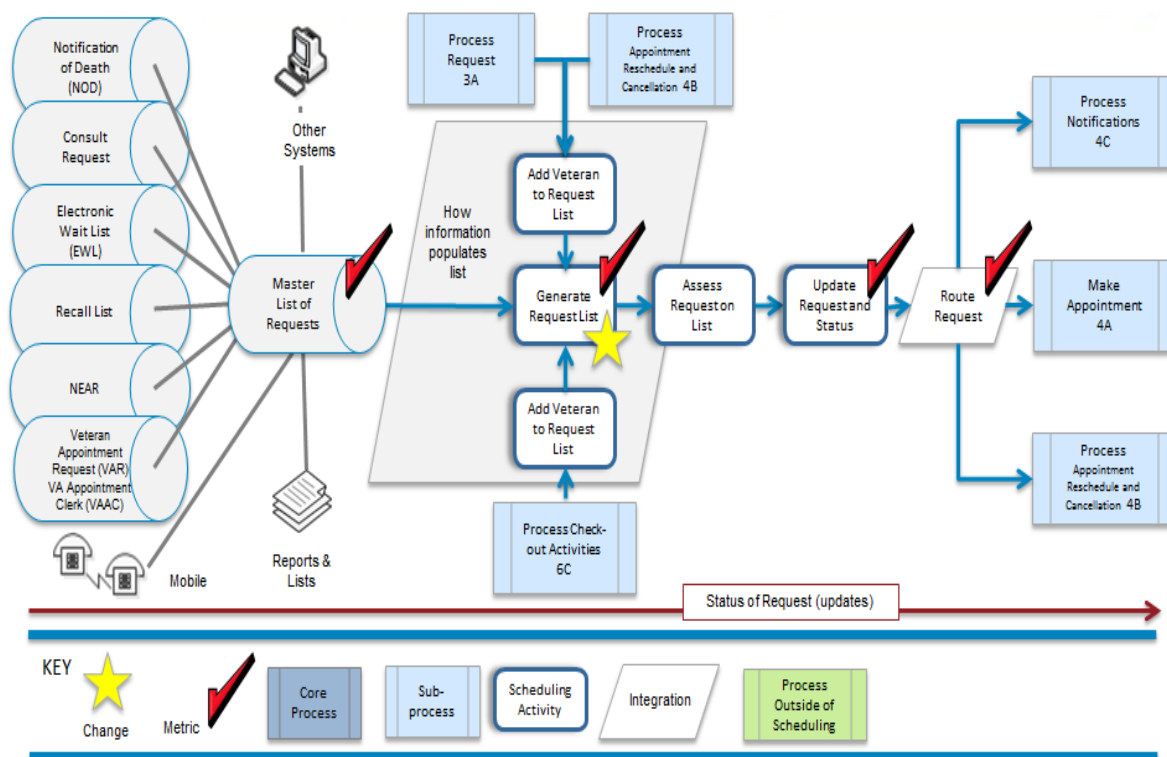 Notification
of Death
(NOD)
Consult
Request
Electronic
Wait List
(EWL)
Recall List
NEAR
Veteran
Appointment
Request (VAR)
VA Appointment
Clerk (VAAC)
Mobile
Other
Systems
Master
List of
Requests
Reports &
Lists
Process
Request
3A
Process
Appointment
Reschedule and
Cancellation 4B
How
information
populates
list
Add Veteran
to Request
List
Generate
Request List
Add Veteran
to Request
List
Process Check-
out Activities
6C
Assess
Request on
List
Update
Request and
Status
Route
Request
Process
Notifications
4C
Make
Appointment
4A
Process
Appointment
Reschedule and
Cancellation 4B
Status of Request (updates)
KEY
Change
Metric
Core
Process
Sub-
process
Scheduling
Activity
Integration
Process
Outside of
Scheduling